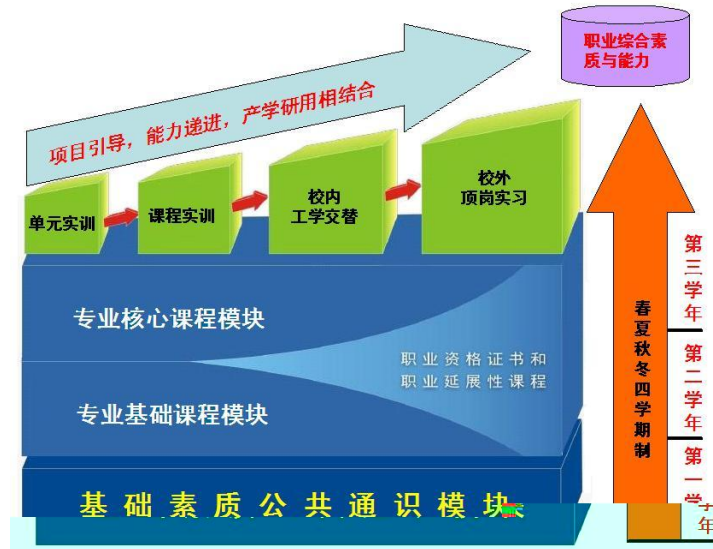 职业综合素
质与能力
项目引导，能力递进，产学研用相结合
单元实训
课程实训
校内
工学交替
校外
顶岗实习
专业核心课程模块
职业资格证书和
职业延展性课程
专业基础课程模块
基础素质公共通识模块
春夏秋冬四学期制
第三学年
第二学年
第一学年